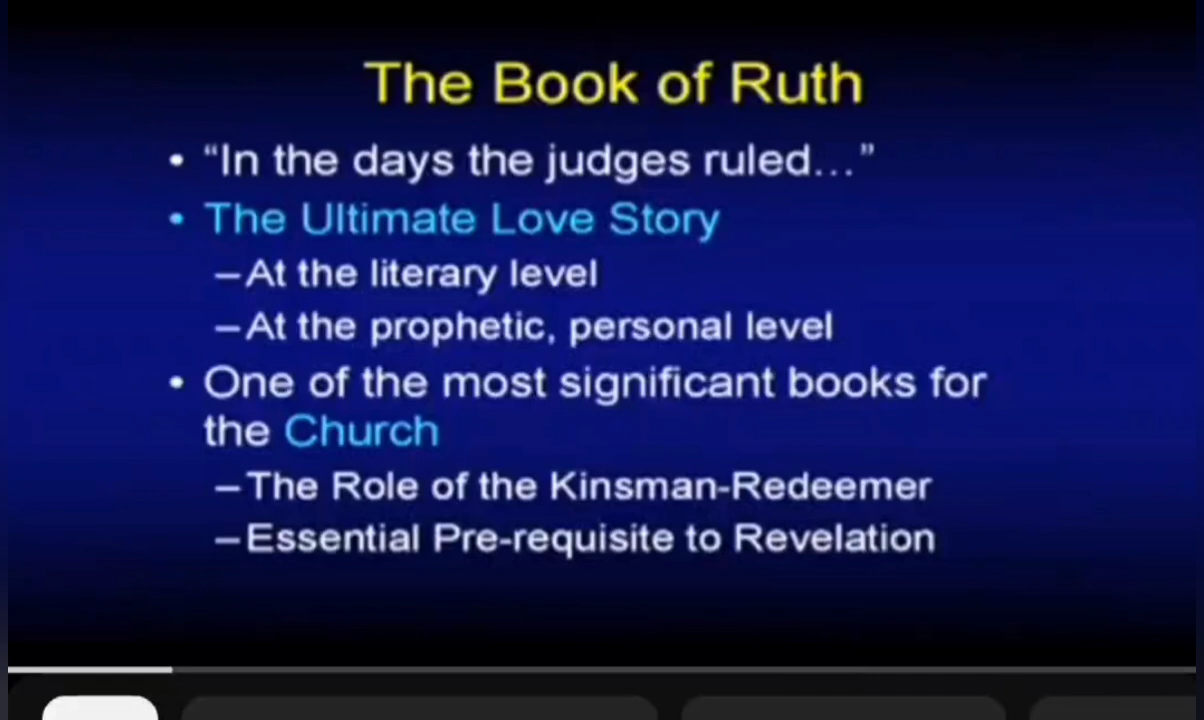 The Book of Ruth
• “In the days the judges ruled…”
• The Ultimate Love Story
–At the literary level
–At the prophetic, personal level
• One of the most significant books for
the Church
–The Role of the Kinsman-Redeemer
–Essential Pre-requisite to Revelation